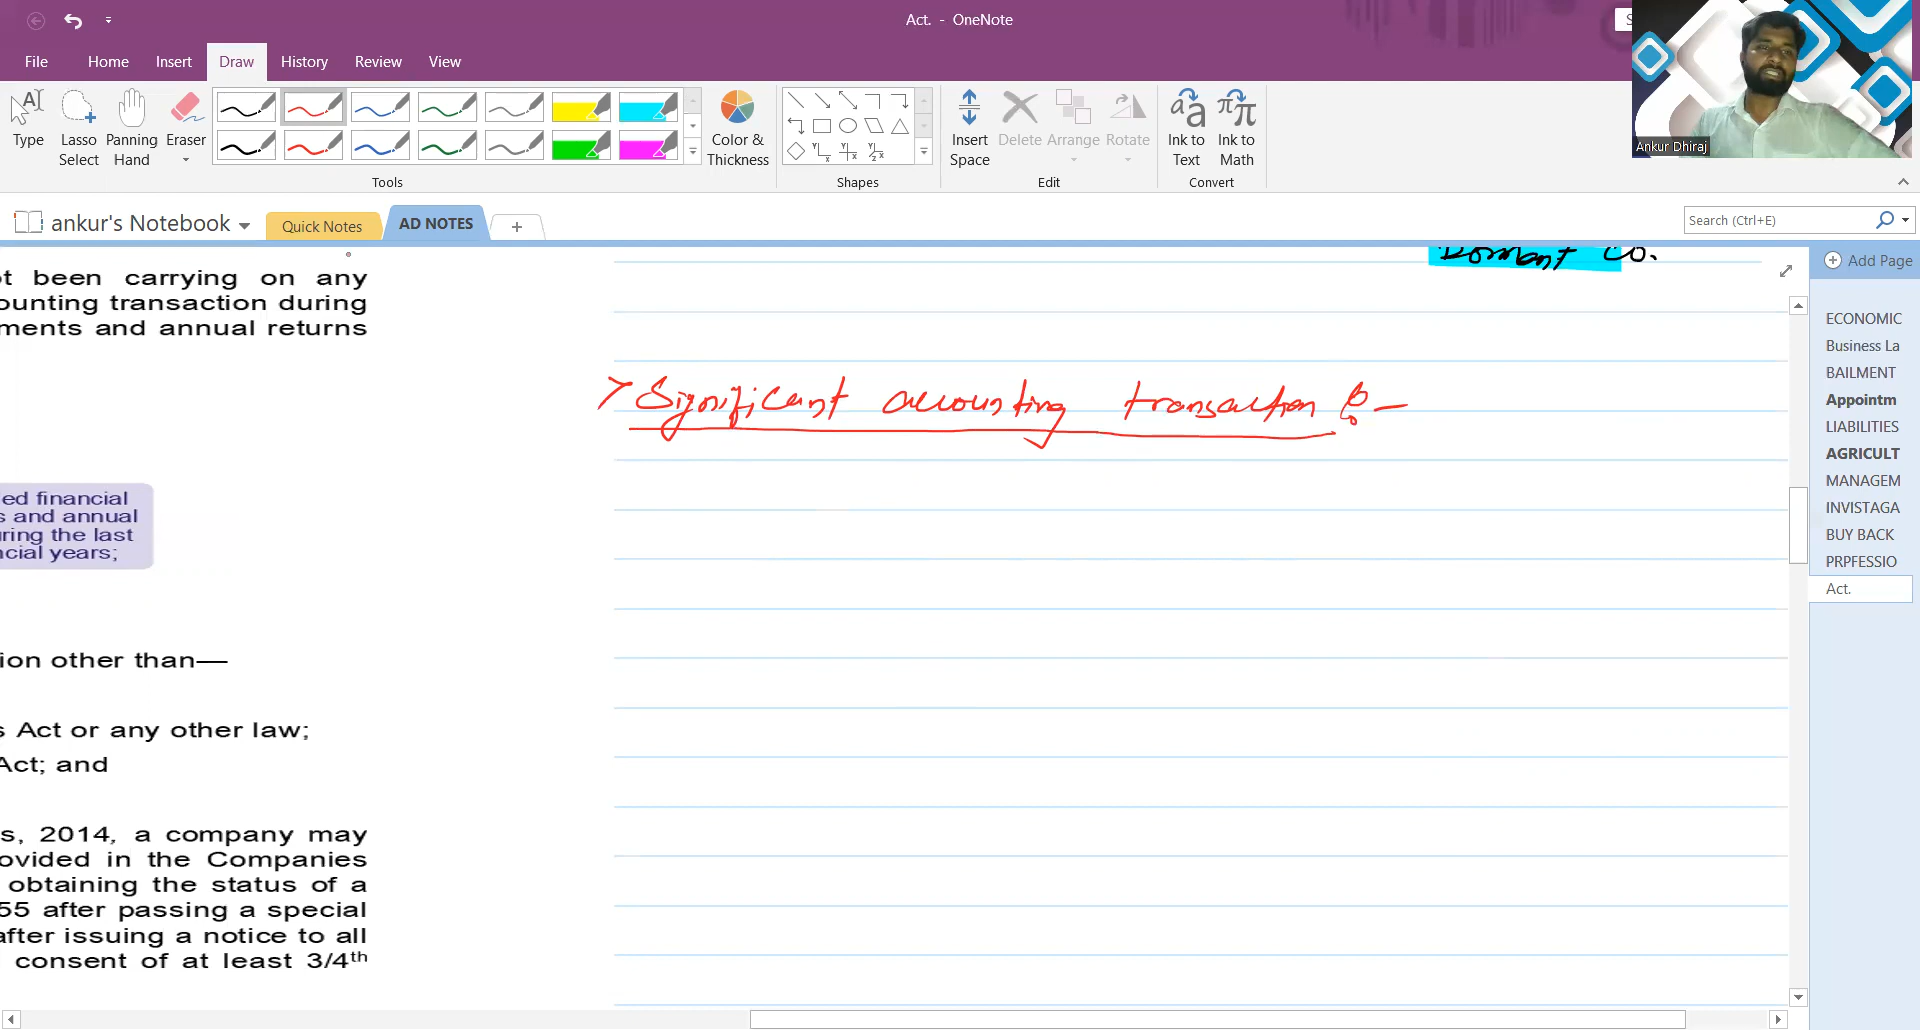 Act. - OneNote
S
File Home Insert Draw History Review View
Type Lasso Select Panning Hand Eraser
Color & Thickness
Insert Space Delete Arrange Rotate
Ink to Text Ink to Math
Tools Shapes Edit Convert
Ankur Dhiraj
ankur's Notebook Quick Notes AD NOTES +
Search (Ctrl+E)
Add Page
ECONOMIC
Business La
BAILMENT
Appointm
LIABILITIES
AGRICULT
MANAGEM
INVISTAGA
BUY BACK
PRPFESSIO
Act.
ot been carrying on any
ounting transaction during
ments and annual returns
ed financial
s and annual
uring the last
ncial years;
ion other than—
s Act or any other law;
Act; and
s, 2014, a company may
ovided in the Companies
obtaining the status of a
55 after passing a special
after issuing a notice to all
consent of at least 3/4th
Dormant Co.
Significant accounting transaction :-